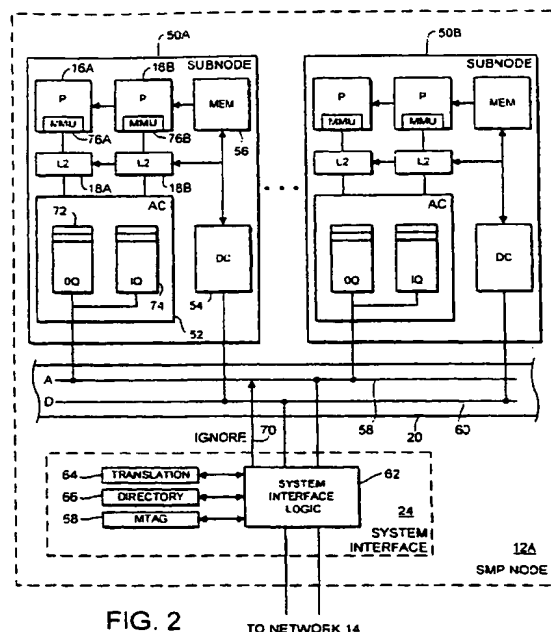 50A
50B
16A
16B
SUBNODE
SUBNODE
P
P
MEM
P
P
MEM
MMU
MMU
MMU
MMU
76A
76B
56
L2
L2
L2
L2
18A
18B
72
AC
AC
OQ
IQ
DC
OQ
IQ
DC
74
54
52
A
D
IGNORE
70
58
20
60
64
TRANSLATION
66
DIRECTORY
68
MTAG
SYSTEM
INTERFACE
LOGIC
62
24
SYSTEM
INTERFACE
12A
SMP NODE
FIG. 2
TO NETWORK 14